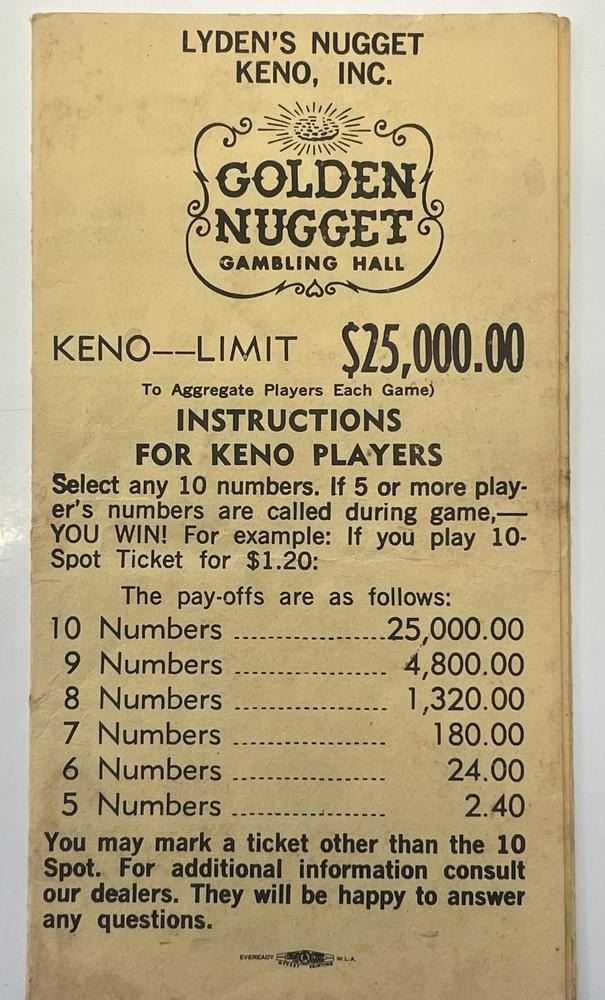 LYDEN'S NUGGET
KENO, INC.
GOLDEN
NUGGET
GAMBLING HALL
KENO--LIMIT $25,000.00
To Aggregate Players Each Game)
INSTRUCTIONS
FOR KENO PLAYERS
Select any 10 numbers. If 5 or more play-
er's numbers are called during game,—
YOU WIN! For example: If you play 10-
Spot Ticket for $1.20:
The pay-offs are as follows:
10 Numbers ..................25,000.00
9 Numbers .................. 4,800.00
8 Numbers .................. 1,320.00
7 Numbers .................. 180.00
6 Numbers .................. 24.00
5 Numbers .................. 2.40
You may mark a ticket other than the 10
Spot. For additional information consult
our dealers. They will be happy to answer
any questions.
EVEREADY OFFSET PRINTING W.L.A.